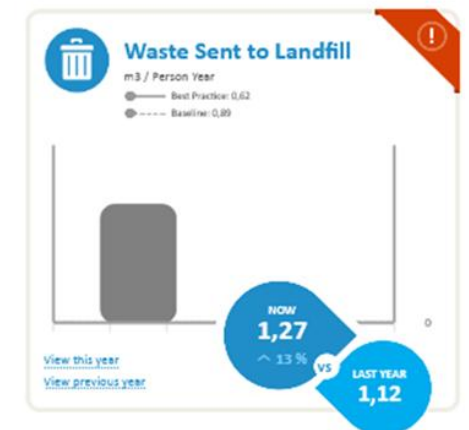 Waste Sent to Landfill
m3 / Person Year
Best Practice: 0,62
Baseline: 0,89
0
NOW
1,27
^ 13 %
VS
LAST YEAR
1,12
View this year
View previous year